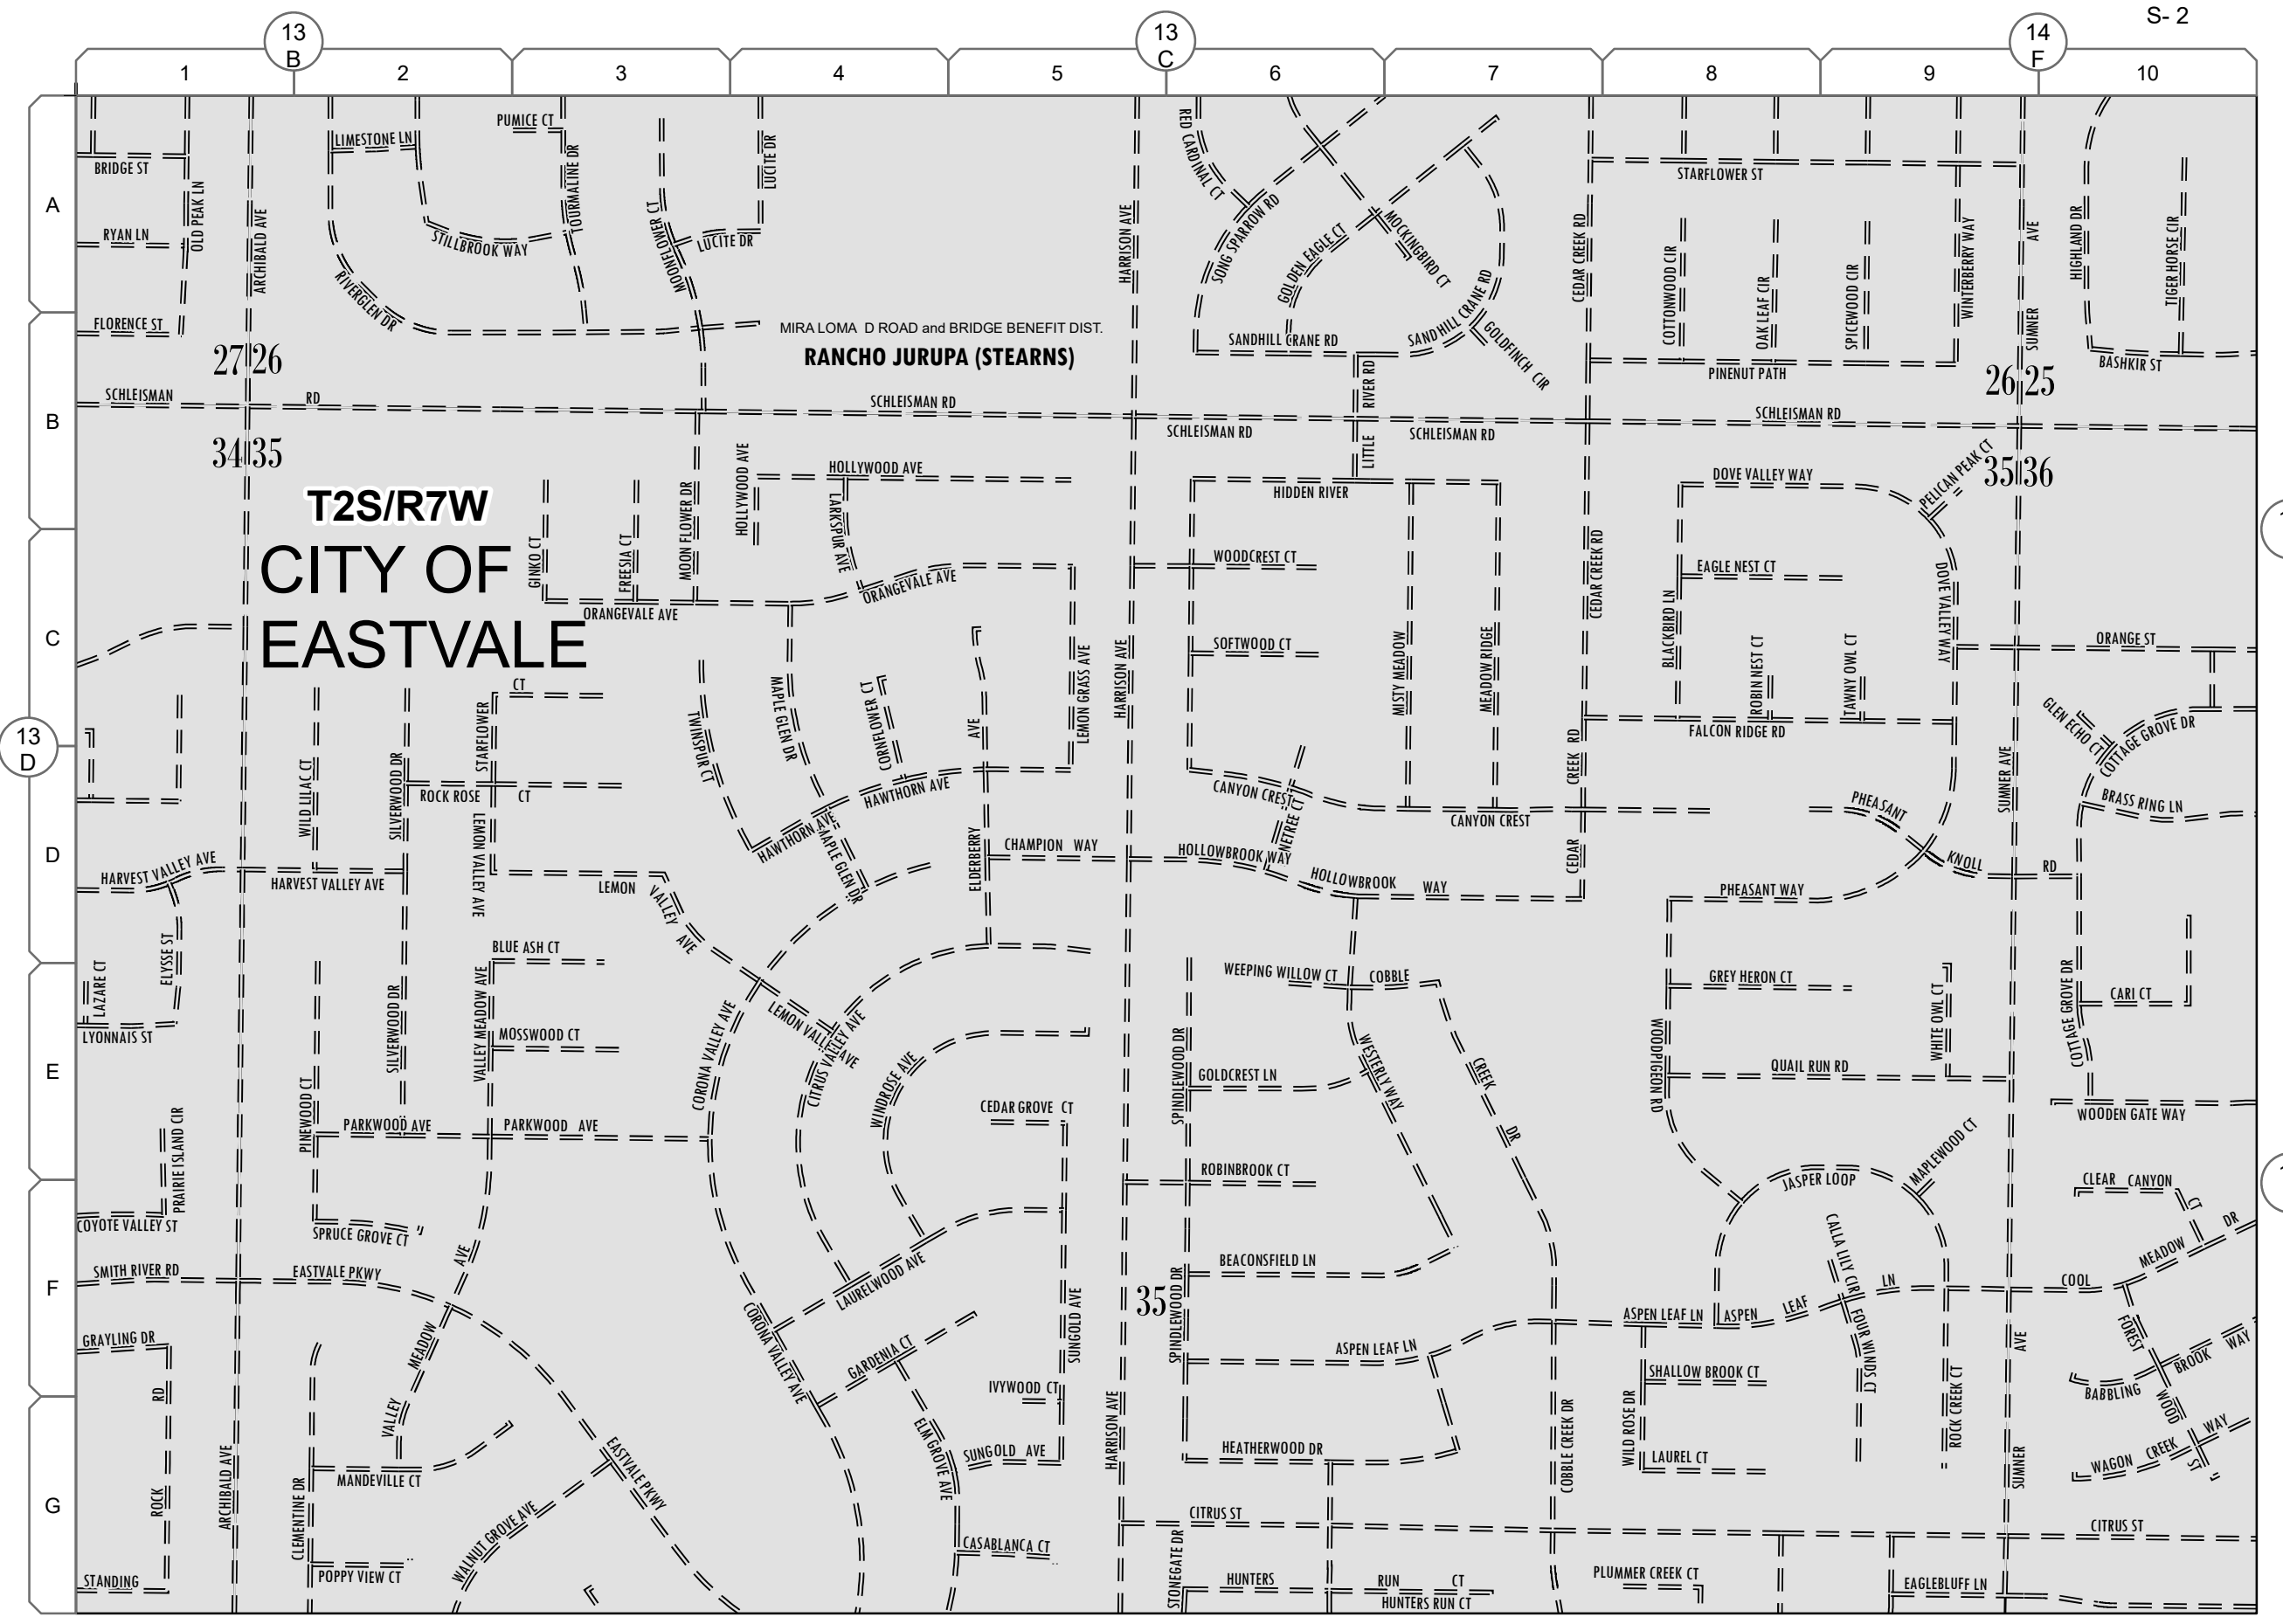 S- 2
13
B
13
C
14
F
1 2 3 4 5 6 7 8 9 10
A
BRIDGE ST
RYAN LN
OLD PEAK LN
ARCHIBALD AVE
LIMESTONE LN
PUMICE CT
TOURMALINE DR
STILLBROOK WAY
RIVERGLEN DR
MOONFLOWER CT
LUCITE DR
LUCITE DR
HARRISON AVE
RED CARDINAL CT
SONG SPARROW RD
GOLDEN EAGLE CT
MOCKINGBIRD CT
SANDHILL CRANE RD
CEDAR CREEK RD
STARFLOWER ST
COTTONWOOD CIR
OAK LEAF CIR
SPICEWOOD CIR
WINTERBERRY WAY
SUMNER AVE
HIGHLAND DR
TIGER HORSE CIR
B
FLORENCE ST
27 26
MIRA LOMA D ROAD and BRIDGE BENEFIT DIST.
RANCHO JURUPA (STEARNS)
SANDHILL CRANE RD
GOLDFINCH CIR
PINENUT PATH
26 25
BASHKIR ST
SCHLEISMAN RD
SCHLEISMAN RD
SCHLEISMAN RD
LITTLE RIVER RD
SCHLEISMAN RD
SCHLEISMAN RD
34 35
T2S/R7W
HOLLYWOOD AVE
HOLLYWOOD AVE
LARKSPUR AVE
HIDDEN RIVER
DOVE VALLEY WAY
PELICAN PEAK CT
35 36
C
CITY OF
EASTVALE
GINKO CT
FREESIA CT
MOON FLOWER DR
ORANGEVALE AVE
ORANGEVALE AVE
WOODCREST CT
SOFTWOOD CT
MISTY MEADOW
MEADOW RIDGE
CEDAR CREEK RD
EAGLE NEST CT
BLACKBIRD LN
ROBIN NEST CT
TAWNY OWL CT
DOVE VALLEY WAY
ORANGE ST
HARRISON AVE
LEMON GRASS AVE
MAPLE GLEN DR
CORNFLOWER CT
TWINSPUR CT
STARFLOWER CT
FALCON RIDGE RD
GLEN ECHO CT
COTTAGE GROVE DR
13
D
D
WILD LILAC CT
SILVERWOOD DR
ROCK ROSE CT
LEMON VALLEY AVE
HAWTHORN AVE
HAWTHORN AVE
MAPLE GLEN DR
ELDERBERRY AVE
CHAMPION WAY
CANYON CREST
CANYON CREST
HOLLOWBROOK WAY
HOLLOWBROOK WAY
CEDAR CREEK RD
PHEASANT KNOLL RD
PHEASANT WAY
SUMNER AVE
BRASS RING LN
HARVEST VALLEY AVE
HARVEST VALLEY AVE
LEMON VALLEY AVE
ELYSSE ST
BLUE ASH CT
E
LAZARE CT
LYONNAIS ST
SILVERWOOD DR
VALLEY MEADOW AVE
MOSSWOOD CT
CORONA VALLEY AVE
LEMON VALLEY AVE
CITRUS VALLEY AVE
WINDROSE AVE
WEEPING WILLOW CT
COBBLE CREEK DR
SPINDLEWOOD DR
GOLDCREST LN
WESTERLY WAY
GREY HERON CT
WHITE OWL CT
WOODPIGEON RD
QUAIL RUN RD
COTTAGE GROVE DR
CARI CT
WOODEN GATE WAY
PINEWOOD CT
PARKWOOD AVE
PARKWOOD AVE
CEDAR GROVE CT
PRAIRIE ISLAND CIR
F
COYOTE VALLEY ST
SPRUCE GROVE CT
ROBINBROOK CT
JASPER LOOP
MAPLEWOOD CT
CLEAR CANYON CT
SMITH RIVER RD
EASTVALE PKWY
LAURELWOOD AVE
SUNGOLD AVE
BEACONSFIELD LN
35
SPINDLEWOOD DR
CALA LILY CIR
COOL MEADOW DR
GRAYLING DR
VALLEY MEADOW AVE
CORONA VALLEY AVE
GARDENIA CT
ASPEN LEAF LN
ASPEN LEAF LN
ASPEN LEAF LN
FOUR WINDS CT
SHALLOW BROOK CT
FOREST WOOD ST
BABBLING BROOK WAY
IVYWOOD CT
G
STANDING ROCK RD
ARCHIBALD AVE
CLEMENTINE DR
MANDEVILLE CT
EASTVALE PKWY
WALNUT GROVE AVE
POPPY VIEW CT
ELM GROVE AVE
SUNGOLD AVE
CASABLANCA CT
HARRISON AVE
HEATHERWOOD DR
COBBLE CREEK DR
WILD ROSE DR
LAUREL CT
ROCK CREEK CT
SUMNER AVE
WAGON CREEK WAY
CITRUS ST
CITRUS ST
STONEGATE DR
HUNTERS RUN CT
HUNTERS RUN CT
PLUMMER CREEK CT
EAGLEBLUFF LN